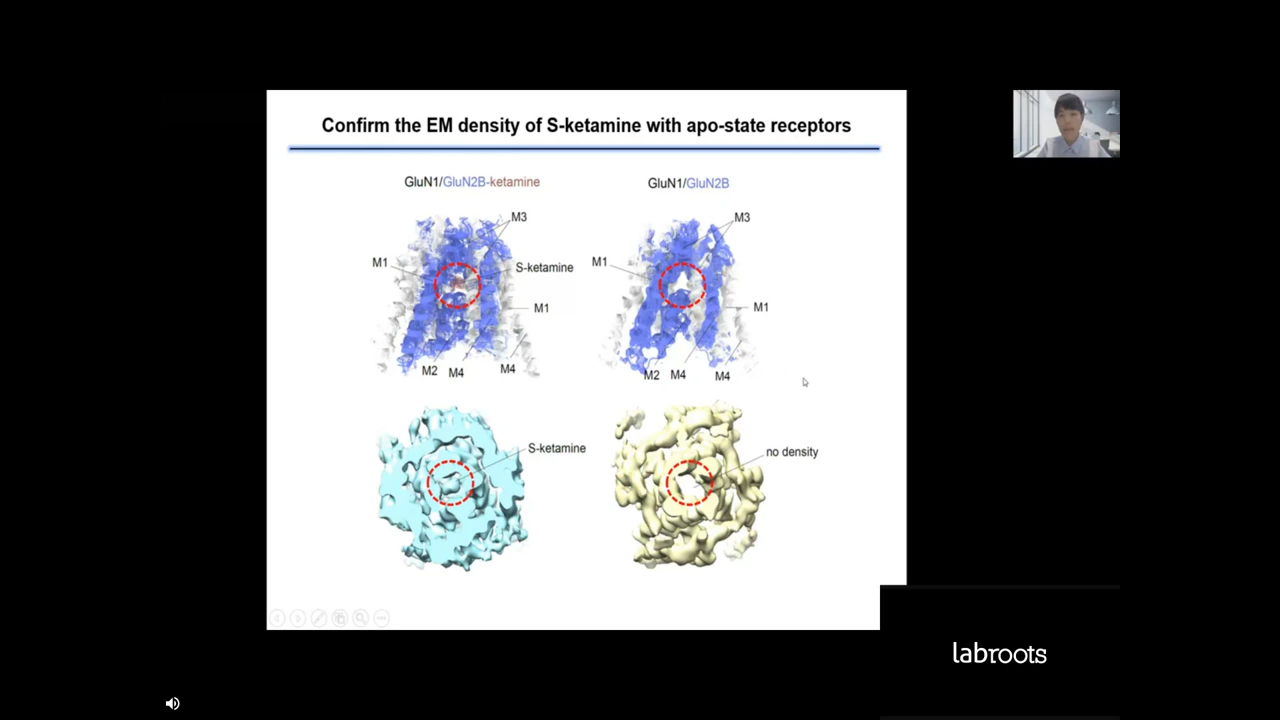 Confirm the EM density of S-ketamine with apo-state receptors
GluN1/GluN2B-ketamine
GluN1/GluN2B
M3
M1
S-ketamine
M1
M2
M4
M4
M3
M1
M1
M2
M4
M4
S-ketamine
no density
labroots